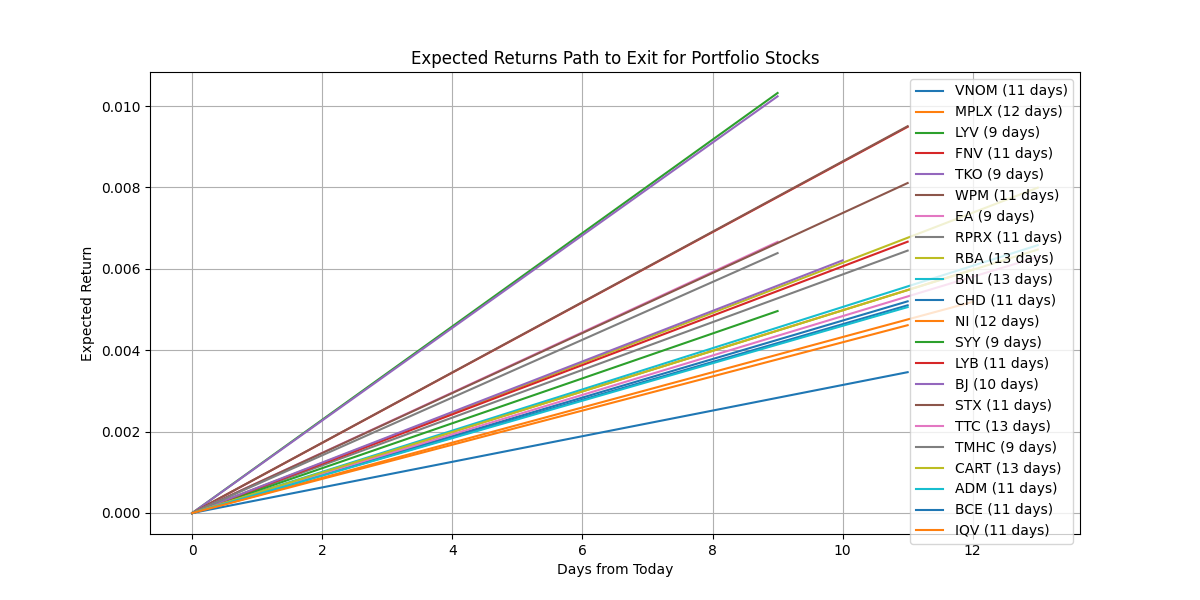 Expected Returns Path to Exit for Portfolio Stocks
Expected Return
0.010
0.008
0.006
0.004
0.002
0.000
0
2
4
6
8
10
12
Days from Today
VNOM (11 days)
MPLX (12 days)
LYV (9 days)
FNV (11 days)
TKO (9 days)
WPM (11 days)
EA (9 days)
RPRX (11 days)
RBA (13 days)
BNL (13 days)
CHD (11 days)
NI (12 days)
SYY (9 days)
LYB (11 days)
BJ (10 days)
STX (11 days)
TTC (13 days)
TMHC (9 days)
CART (13 days)
ADM (11 days)
BCE (11 days)
IQV (11 days)